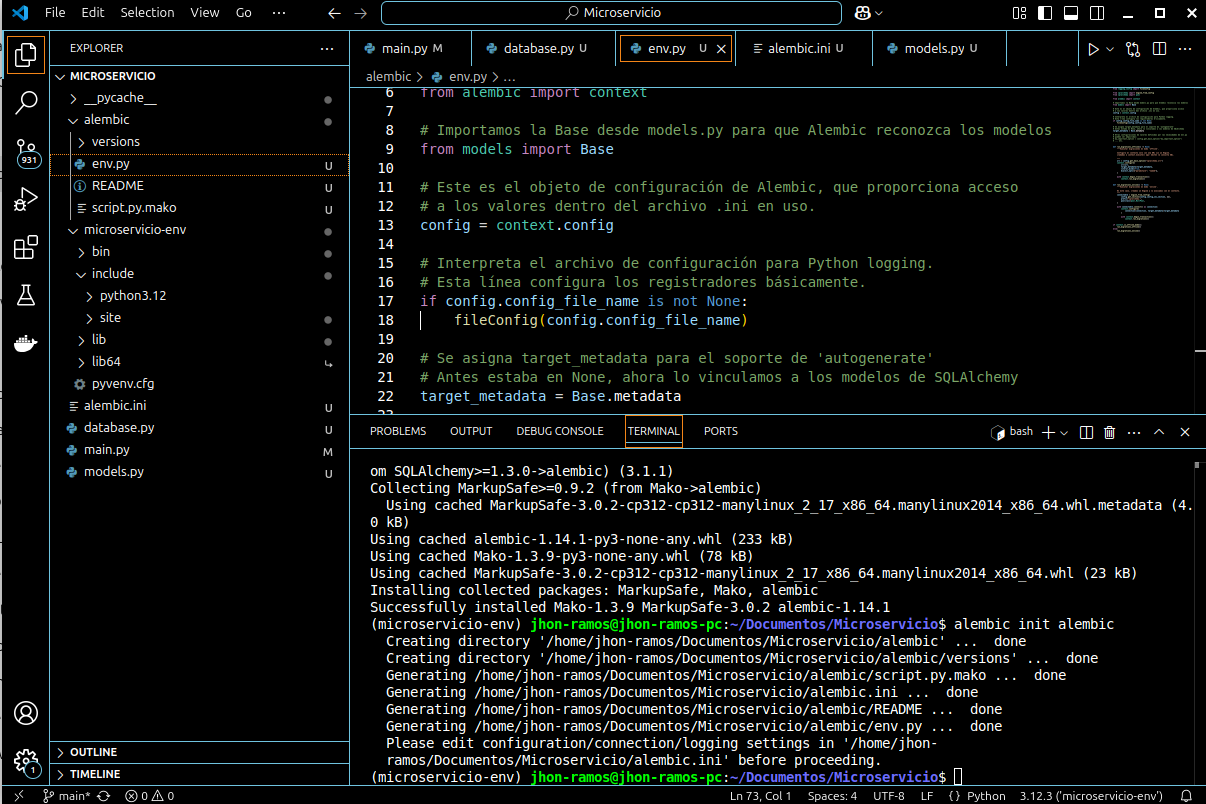 File Edit Selection View Go ··· Microservicio
EXPLORER ···
MICROSERVICIO
__pycache__
alembic
versions
env.py U
README U
script.py.mako U
microservicio-env
bin
include
python3.12
site
lib
lib64
pyvenv.cfg
alembic.ini U
database.py U
main.py M
models.py U
OUTLINE
TIMELINE
931
1
main.py M database.py U env.py U alembic.ini U models.py U
alembic > env.py > ...
6 from alembic import context
7
8 # Importamos la Base desde models.py para que Alembic reconozca los modelos
9 from models import Base
10
11 # Este es el objeto de configuración de Alembic, que proporciona acceso
12 # a los valores dentro del archivo .ini en uso.
13 config = context.config
14
15 # Interpreta el archivo de configuración para Python logging.
16 # Esta línea configura los registradores básicamente.
17 if config.config_file_name is not None:
18 fileConfig(config.config_file_name)
19
20 # Se asigna target_metadata para el soporte de 'autogenerate'
21 # Antes estaba en None, ahora lo vinculamos a los modelos de SQLAlchemy
22 target_metadata = Base.metadata
23
PROBLEMS OUTPUT DEBUG CONSOLE TERMINAL PORTS bash
om SQLAlchemy>=1.3.0->alembic) (3.1.1)
Collecting MarkupSafe>=0.9.2 (from Mako->alembic)
Using cached MarkupSafe-3.0.2-cp312-cp312-manylinux_2_17_x86_64.manylinux2014_x86_64.whl.metadata (4.
0 kB)
Using cached alembic-1.14.1-py3-none-any.whl (233 kB)
Using cached Mako-1.3.9-py3-none-any.whl (78 kB)
Using cached MarkupSafe-3.0.2-cp312-cp312-manylinux_2_17_x86_64.manylinux2014_x86_64.whl (23 kB)
Installing collected packages: MarkupSafe, Mako, alembic
Successfully installed Mako-1.3.9 MarkupSafe-3.0.2 alembic-1.14.1
(microservicio-env) jhon-ramos@jhon-ramos-pc:~/Documentos/Microservicio$ alembic init alembic
Creating directory '/home/jhon-ramos/Documentos/Microservicio/alembic' ... done
Creating directory '/home/jhon-ramos/Documentos/Microservicio/alembic/versions' ... done
Generating /home/jhon-ramos/Documentos/Microservicio/alembic/script.py.mako ... done
Generating /home/jhon-ramos/Documentos/Microservicio/alembic.ini ... done
Generating /home/jhon-ramos/Documentos/Microservicio/alembic/README ... done
Generating /home/jhon-ramos/Documentos/Microservicio/alembic/env.py ... done
Please edit configuration/connection/logging settings in '/home/jhon-
ramos/Documentos/Microservicio/alembic.ini' before proceeding.
(microservicio-env) jhon-ramos@jhon-ramos-pc:~/Documentos/Microservicio$
main* 0 0 Ln 73, Col 1 Spaces: 4 UTF-8 LF {} Python 3.12.3 ('microservicio-env')